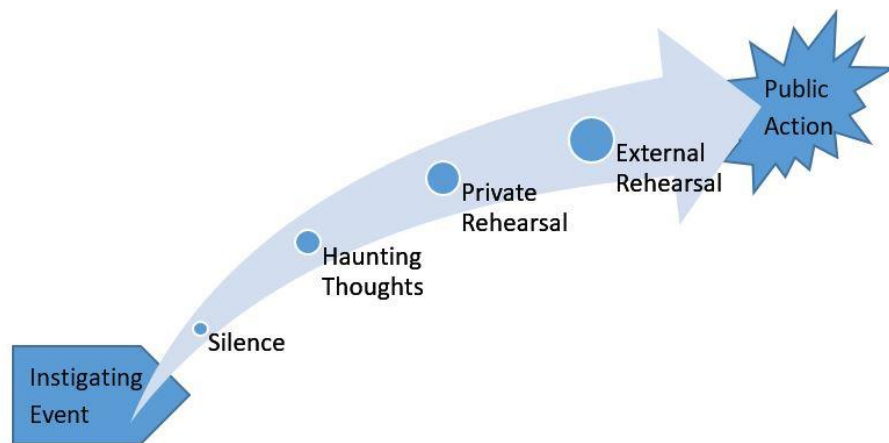 Instigating
Event
Silence
Haunting
Thoughts
Private
Rehearsal
External
Rehearsal
Public
Action